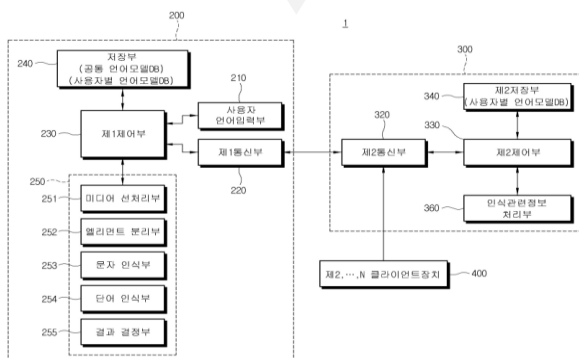 200
1
저장부
(공통 언어모델DB)
(사용자별 언어모델DB)
240
210
사용자
언어입력부
230
제1제어부
제1통신부
220
250
251
미디어 선처리부
252
엘리먼트 분리부
253
문자 인식부
254
단어 인식부
255
결과 결정부
300
340
제2저장부
(사용자별 언어모델DB)
320
330
제2통신부
제2제어부
360
인식관련정보
처리부
제2,…,N 클라이언트장치
400